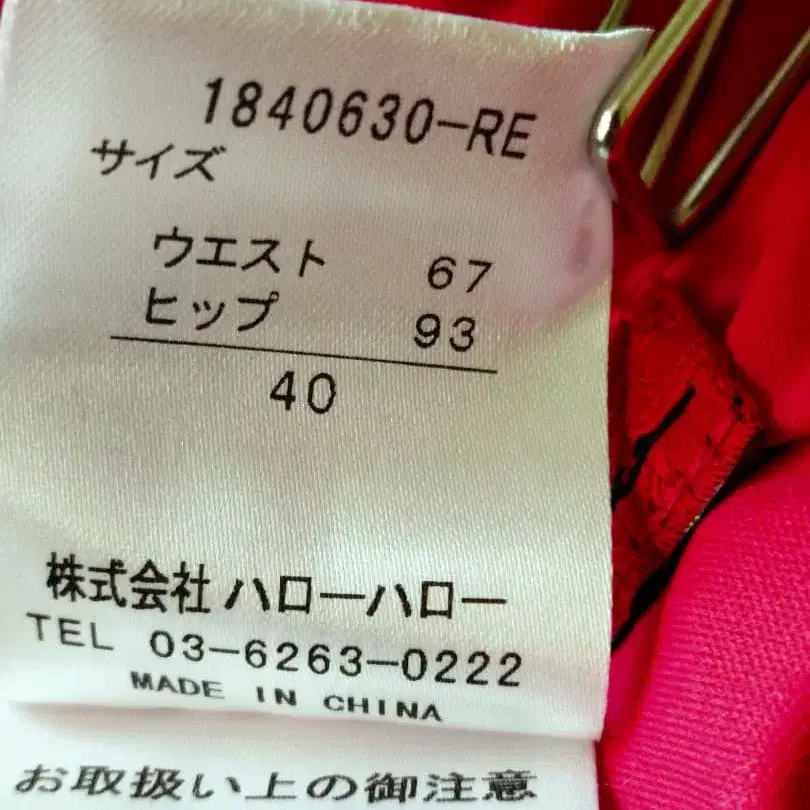 1840630-RE
サイズ
ウエスト 67
ヒップ 93
40
株式会社 ハローハロー
TEL 03-6263-0222
MADE IN CHINA
お取扱い上の御注意